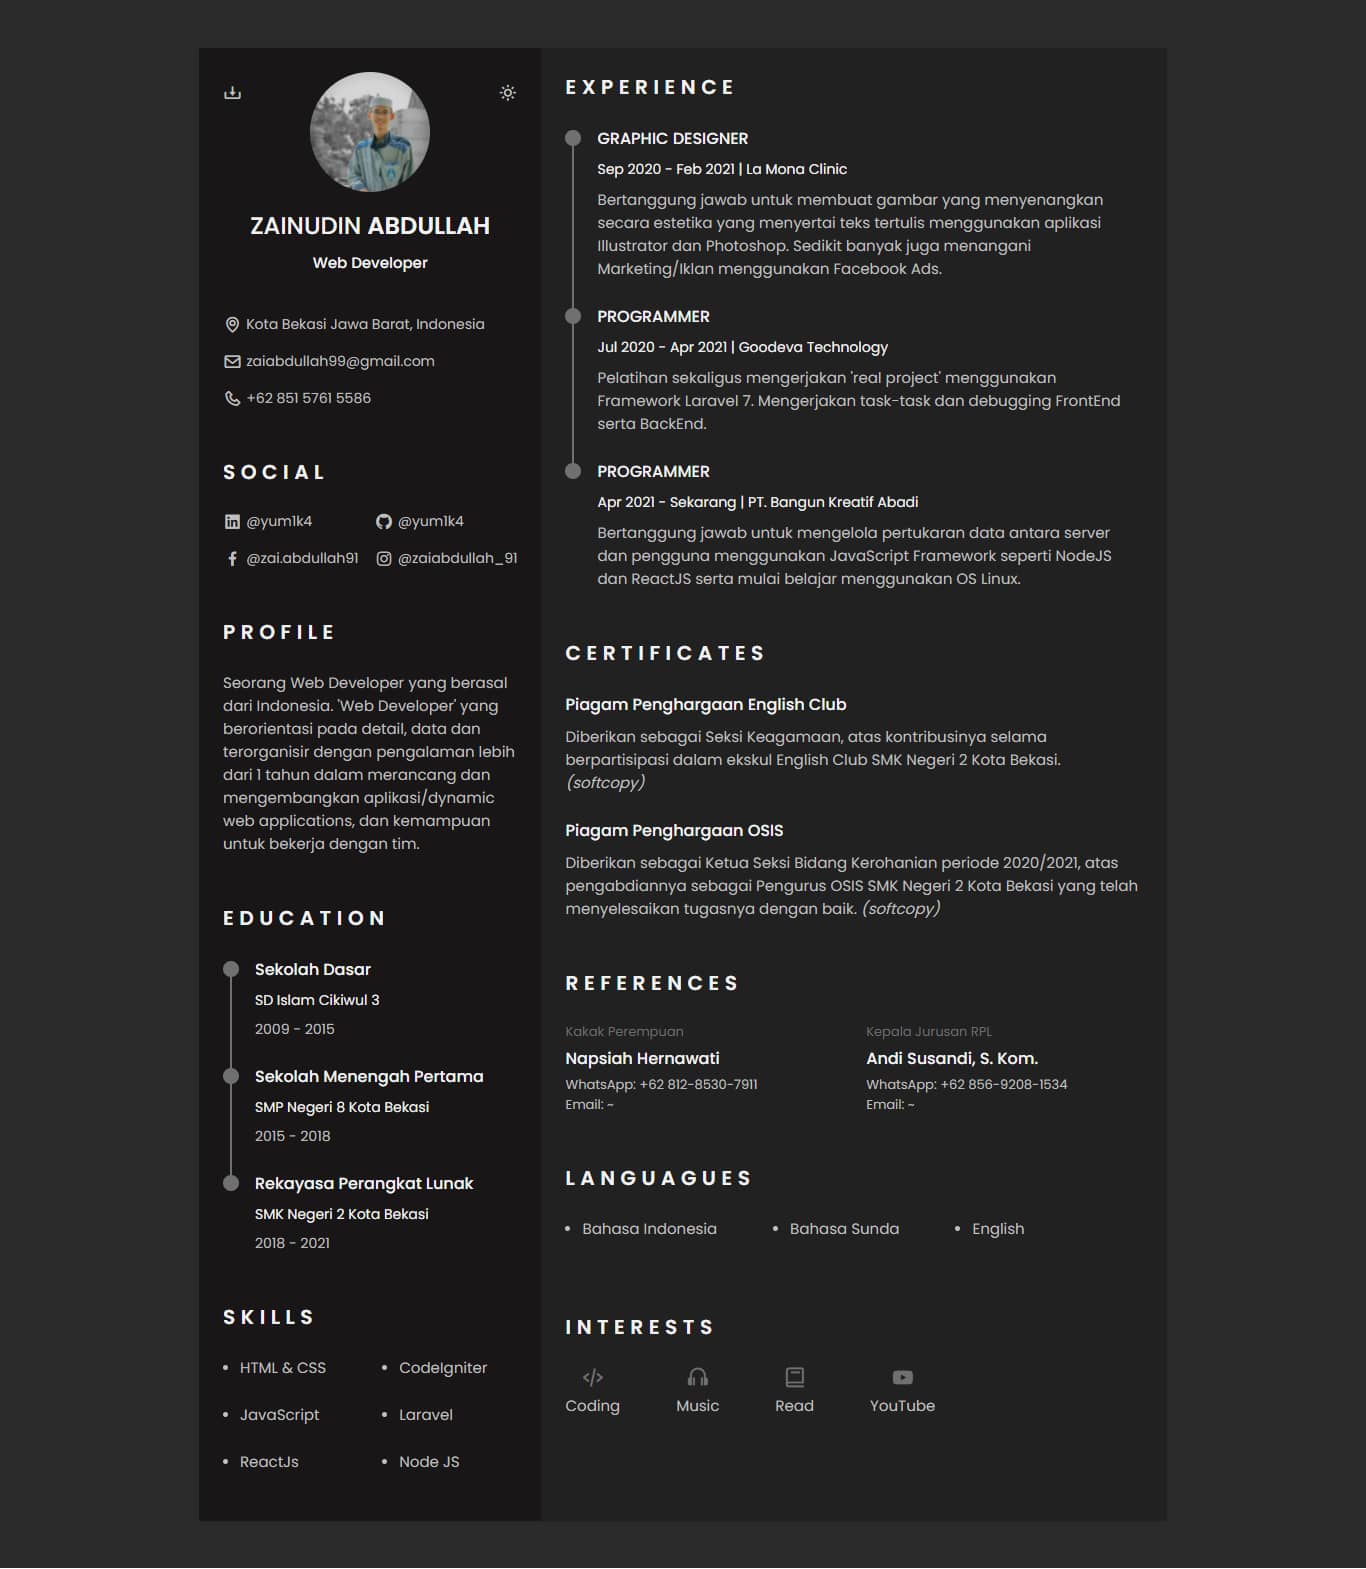 ZAINUDIN ABDULLAH
Web Developer
Kota Bekasi Jawa Barat, Indonesia
zaiabdullah99@gmail.com
+62 851 5761 5586
SOCIAL
@yum1k4
@yum1k4
@zai.abdullah91
@zaiabdullah_91
PROFILE
Seorang Web Developer yang berasal
dari Indonesia. 'Web Developer' yang
berorientasi pada detail, data dan
terorganisir dengan pengalaman lebih
dari 1 tahun dalam merancang dan
mengembangkan aplikasi/dynamic
web applications, dan kemampuan
untuk bekerja dengan tim.
EDUCATION
Sekolah Dasar
SD Islam Cikiwul 3
2009 - 2015
Sekolah Menengah Pertama
SMP Negeri 8 Kota Bekasi
2015 - 2018
Rekayasa Perangkat Lunak
SMK Negeri 2 Kota Bekasi
2018 - 2021
SKILLS
• HTML & CSS
• CodeIgniter
• JavaScript
• Laravel
• ReactJs
• Node JS
EXPERIENCE
GRAPHIC DESIGNER
Sep 2020 - Feb 2021 | La Mona Clinic
Bertanggung jawab untuk membuat gambar yang menyenangkan
secara estetika yang menyertai teks tertulis menggunakan aplikasi
Illustrator dan Photoshop. Sedikit banyak juga menangani
Marketing/Iklan menggunakan Facebook Ads.
PROGRAMMER
Jul 2020 - Apr 2021 | Goodeva Technology
Pelatihan sekaligus mengerjakan 'real project' menggunakan
Framework Laravel 7. Mengerjakan task-task dan debugging FrontEnd
serta BackEnd.
PROGRAMMER
Apr 2021 - Sekarang | PT. Bangun Kreatif Abadi
Bertanggung jawab untuk mengelola pertukaran data antara server
dan pengguna menggunakan JavaScript Framework seperti NodeJS
dan ReactJS serta mulai belajar menggunakan OS Linux.
CERTIFICATES
Piagam Penghargaan English Club
Diberikan sebagai Seksi Keagamaan, atas kontribusinya selama
berpartisipasi dalam ekskul English Club SMK Negeri 2 Kota Bekasi.
(softcopy)
Piagam Penghargaan OSIS
Diberikan sebagai Ketua Seksi Bidang Kerohanian periode 2020/2021, atas
pengabdiannya sebagai Pengurus OSIS SMK Negeri 2 Kota Bekasi yang telah
menyelesaikan tugasnya dengan baik. (softcopy)
REFERENCES
Kakak Perempuan
Napsiah Hernawati
WhatsApp: +62 812-8530-7911
Email: ~
Kepala Jurusan RPL
Andi Susandi, S. Kom.
WhatsApp: +62 856-9208-1534
Email: ~
LANGUAGUES
• Bahasa Indonesia
• Bahasa Sunda
• English
INTERESTS
Coding
Music
Read
YouTube